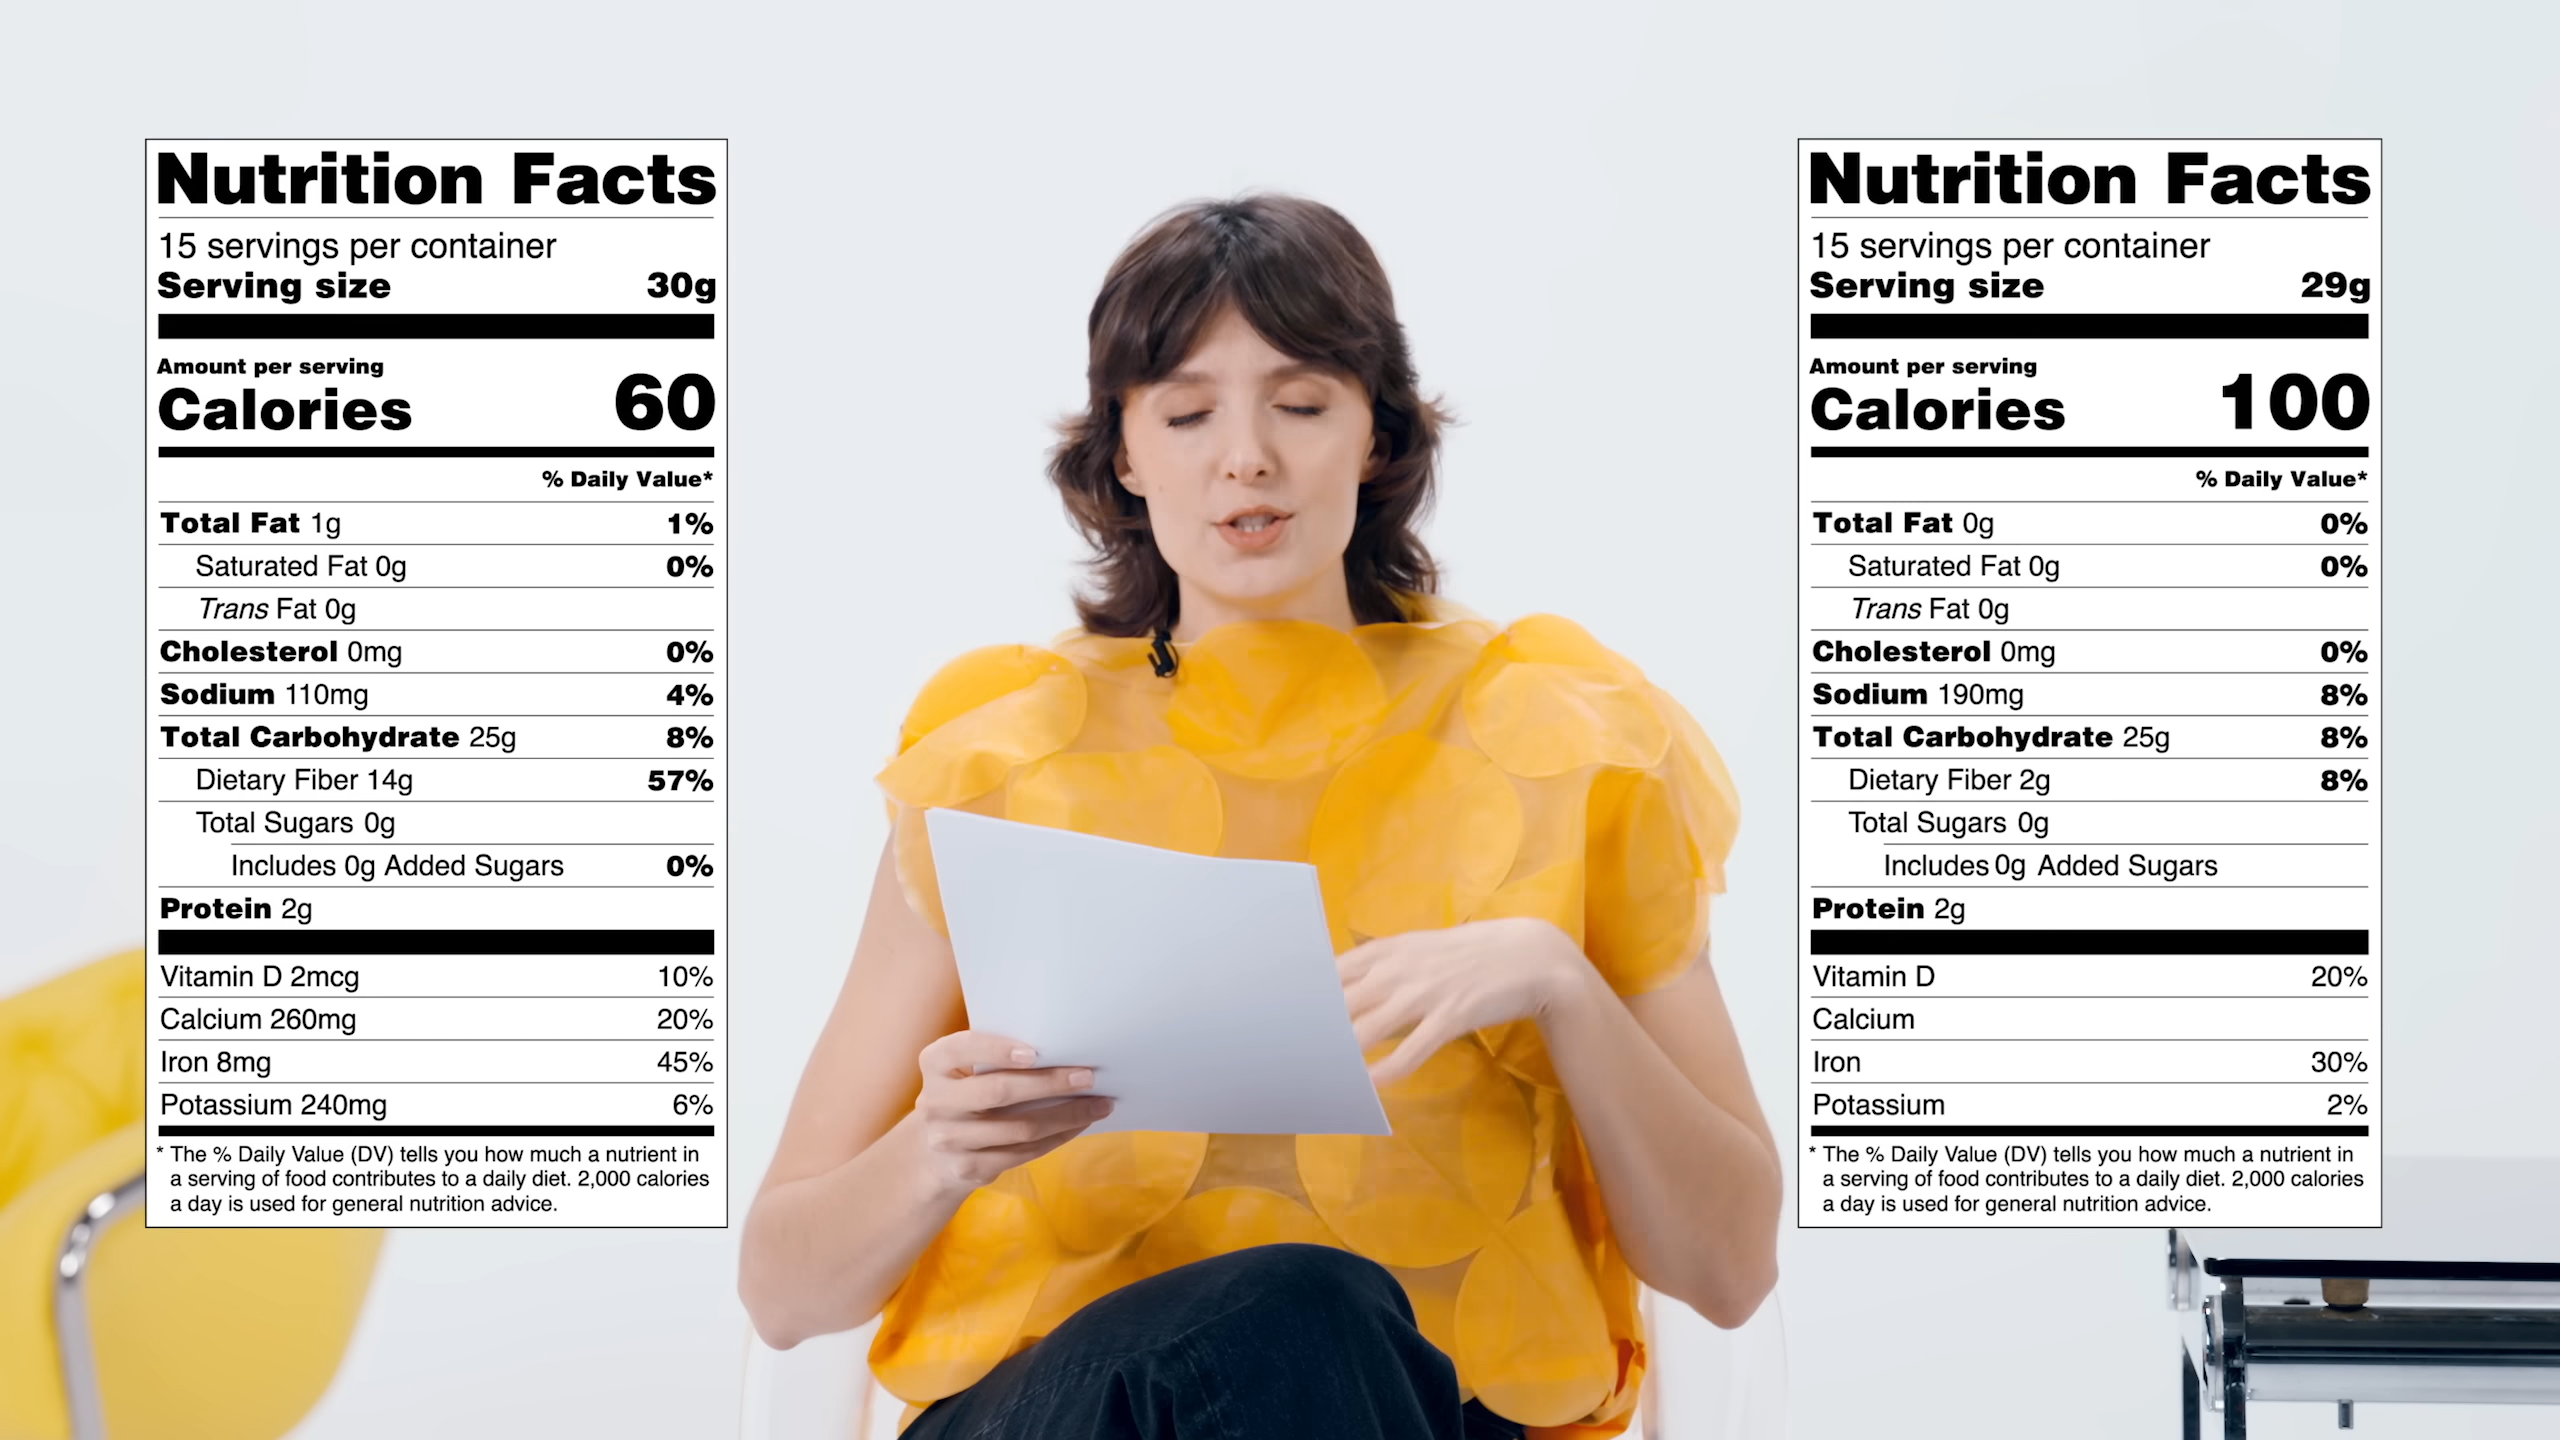 Nutrition Facts
15 servings per container
Serving size 30g
Amount per serving
Calories 60
% Daily Value*
Total Fat 1g 1%
Saturated Fat 0g 0%
Trans Fat 0g
Cholesterol 0mg 0%
Sodium 110mg 4%
Total Carbohydrate 25g 8%
Dietary Fiber 14g 57%
Total Sugars 0g
Includes 0g Added Sugars 0%
Protein 2g
Vitamin D 2mcg 10%
Calcium 260mg 20%
Iron 8mg 45%
Potassium 240mg 6%
* The % Daily Value (DV) tells you how much a nutrient in
a serving of food contributes to a daily diet. 2,000 calories
a day is used for general nutrition advice.
Nutrition Facts
15 servings per container
Serving size 29g
Amount per serving
Calories 100
% Daily Value*
Total Fat 0g 0%
Saturated Fat 0g 0%
Trans Fat 0g
Cholesterol 0mg 0%
Sodium 190mg 8%
Total Carbohydrate 25g 8%
Dietary Fiber 2g 8%
Total Sugars 0g
Includes 0g Added Sugars
Protein 2g
Vitamin D 20%
Calcium
Iron 30%
Potassium 2%
* The % Daily Value (DV) tells you how much a nutrient in
a serving of food contributes to a daily diet. 2,000 calories
a day is used for general nutrition advice.